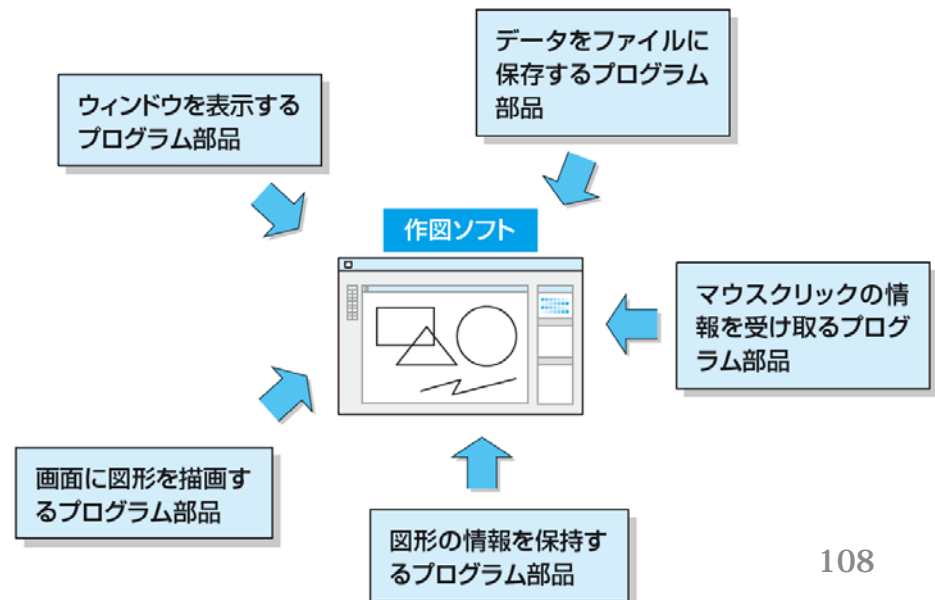 データをファイルに
保存するプログラム
部品
ウィンドウを表示する
プログラム部品
作図ソフト
マウスクリックの情
報を受け取るプログ
ラム部品
画面に図形を描画す
るプログラム部品
図形の情報を保持す
るプログラム部品
108